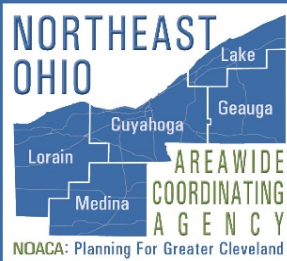 NORTHEAST
OHIO
Lake
Geauga
Cuyahoga
Lorain
Medina
AREAWIDE
COORDINATING
AGENCY
NOACA: Planning For Greater Cleveland